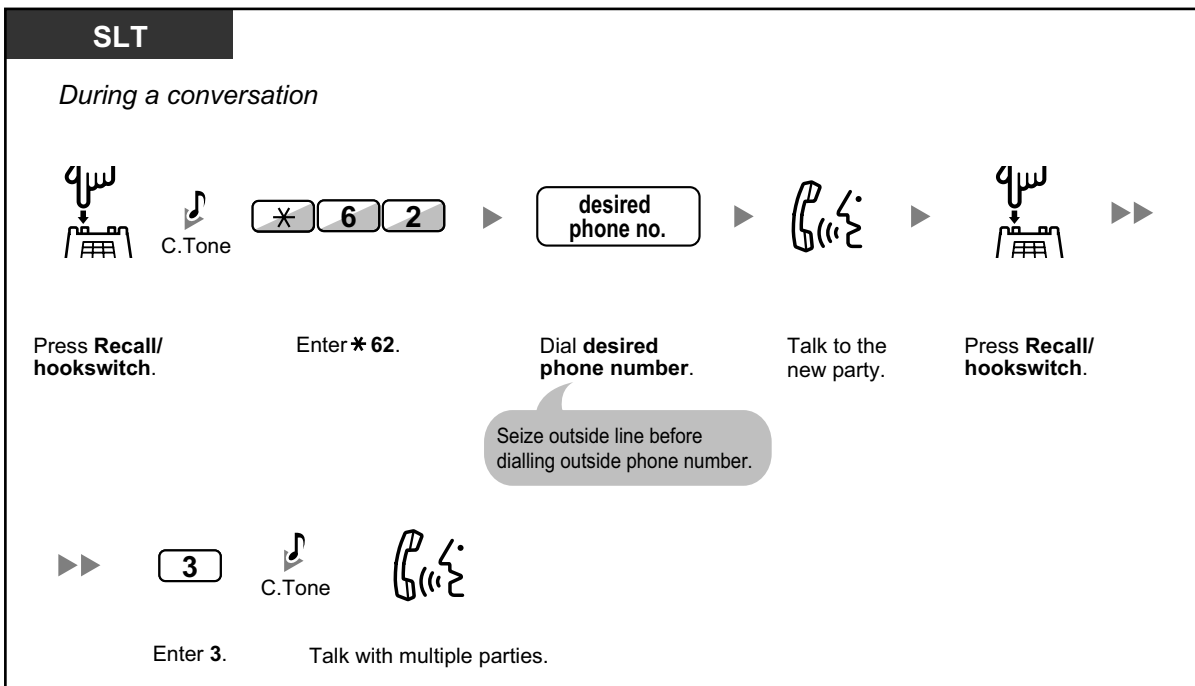 SLT
During a conversation
C.Tone
* 6 2
desired
phone no.
Press Recall/
hookswitch.
Enter * 62.
Dial desired
phone number.
Talk to the
new party.
Press Recall/
hookswitch.
Seize outside line before
dialling outside phone number.
3
C.Tone
Enter 3.
Talk with multiple parties.